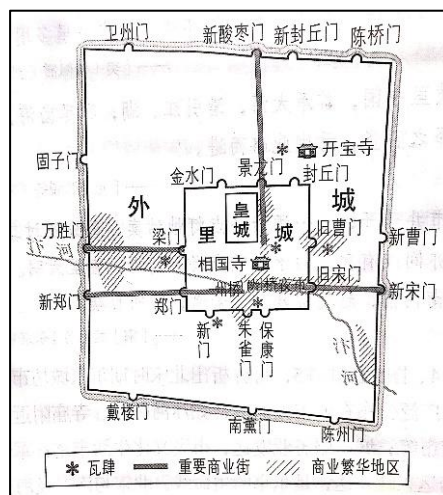 卫州门
新酸枣门
新封丘门
陈桥门
固子门
开宝寺
金水门
景龙门
封丘门
外
城
皇城
里
城
万胜门
汴河
梁门
旧曹门
新曹门
相国寺
州桥
旧宋门
新郑门
郑门
新宋门
新门
朱雀门
保康门
汴河
戴楼门
南薰门
陈州门
瓦肆
重要商业街
商业繁华地区